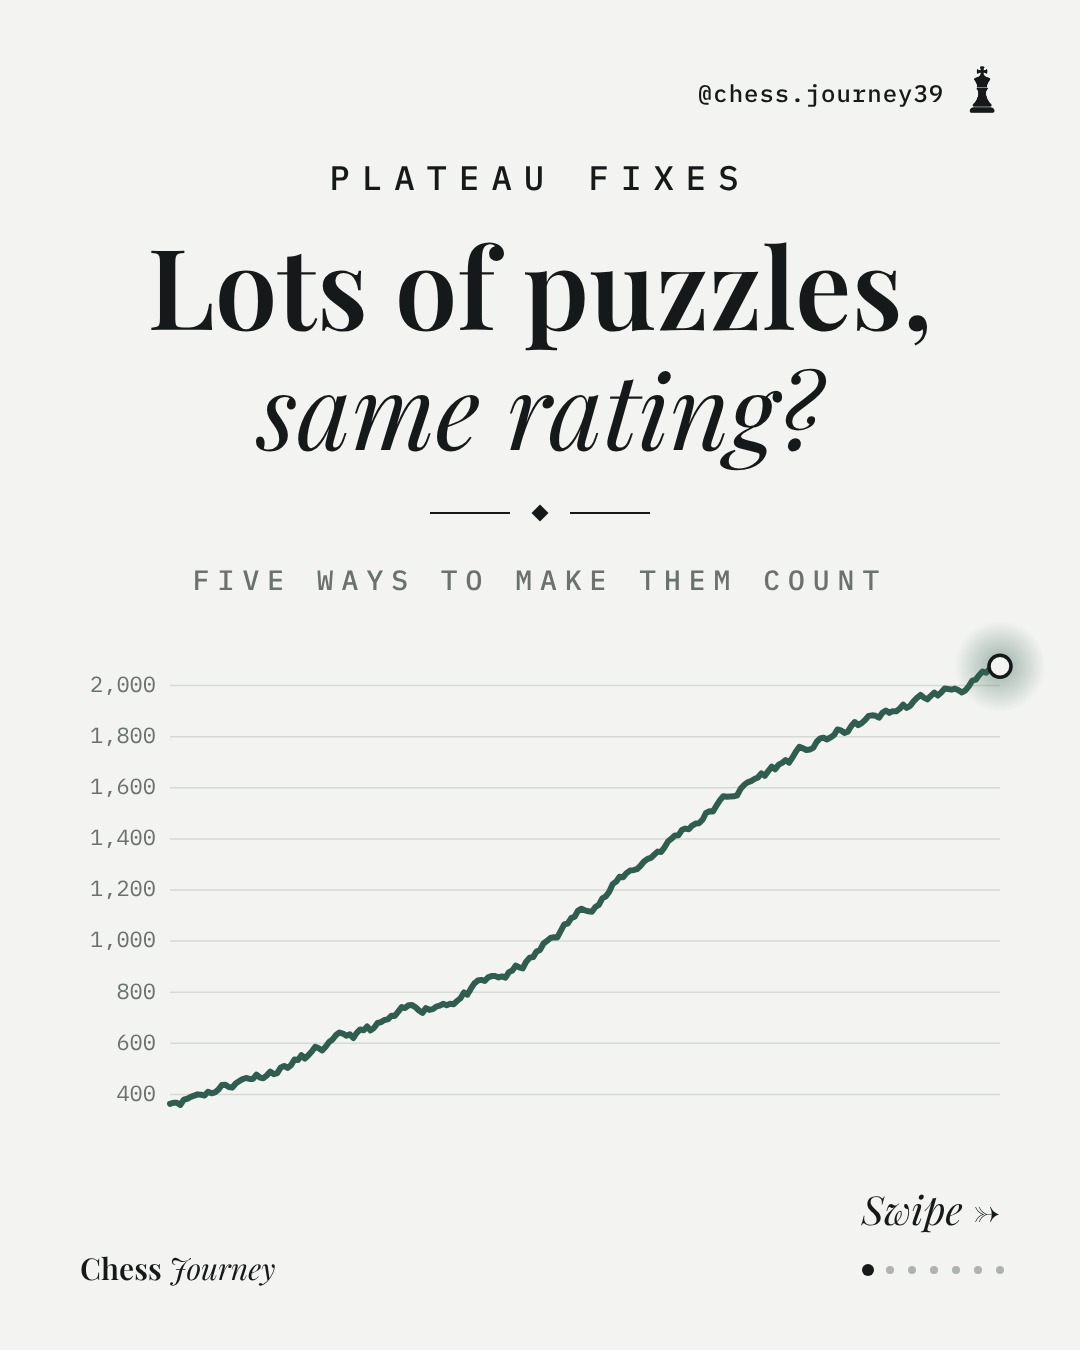 @chess.journey39
PLATEAU FIXES
Lots of puzzles,
same rating?
FIVE WAYS TO MAKE THEM COUNT
2,000
1,800
1,600
1,400
1,200
1,000
800
600
400
Swipe
Chess Journey